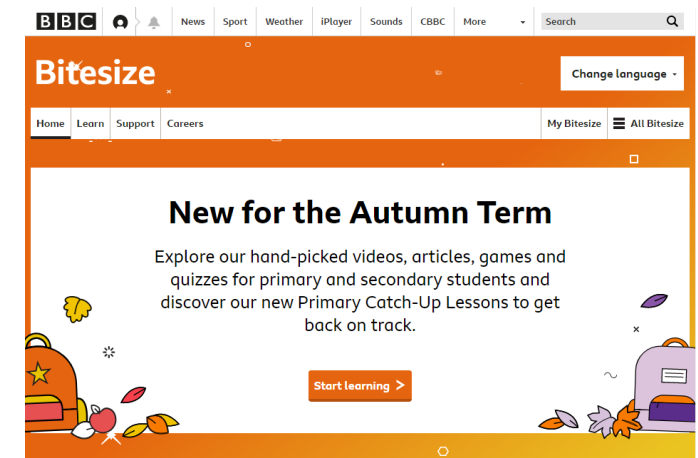 BBC News Sport Weather iPlayer Sounds CBBC More Search
Bitesize
Change language
Home Learn Support Careers My Bitesize All Bitesize
New for the Autumn Term
Explore our hand-picked videos, articles, games and
quizzes for primary and secondary students and
discover our new Primary Catch-Up Lessons to get
back on track.
Start learning >